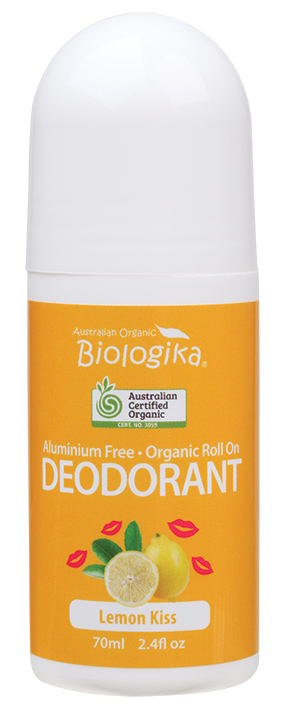 Australian Organic
Biologika®
Australian
Certified
Organic
CERT. NO. 3059
Aluminium Free • Organic Roll On
DEODORANT
Lemon Kiss
70ml 2.4fl oz